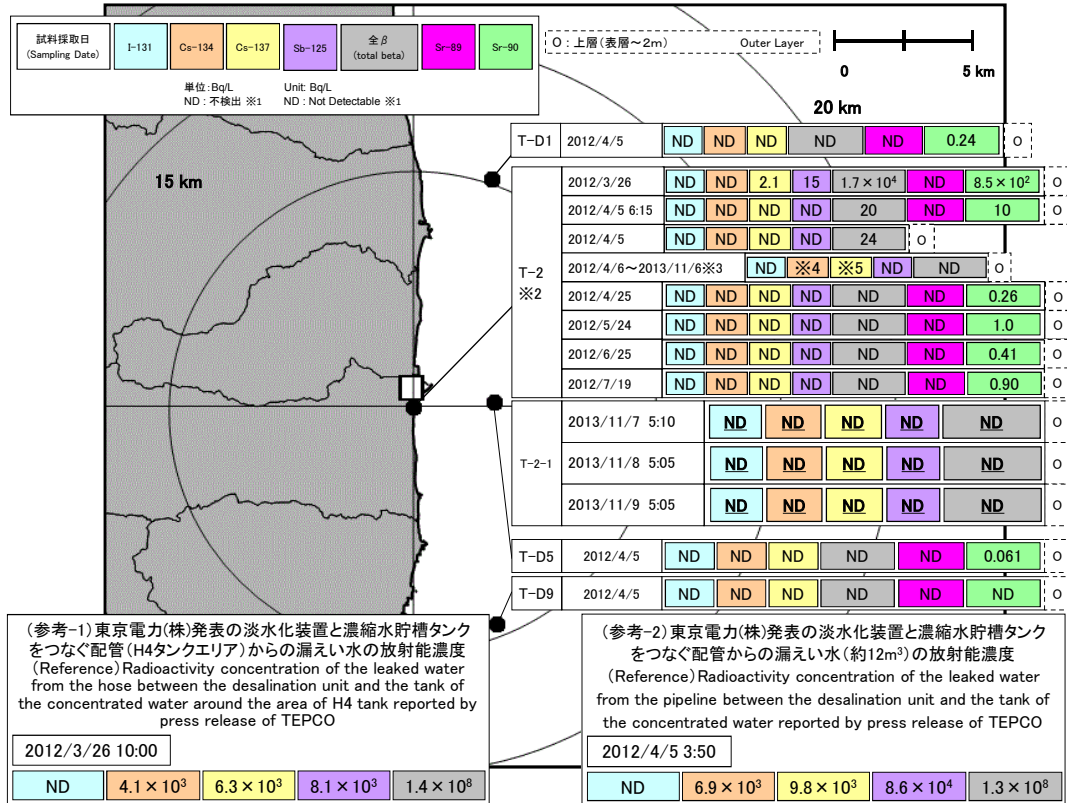 試料採取日
(Sampling Date)
I-131
Cs-134
Cs-137
Sb-125
全β
(total beta)
Sr-89
Sr-90
単位:Bq/L Unit: Bq/L
ND : 不検出 ※1 ND : Not Detectable ※1
O : 上層(表層～2m) Outer Layer
0 5 km
20 km
15 km
T-D1 2012/4/5 ND ND ND ND ND 0.24 O
T-2
※2
2012/3/26 ND ND 2.1 15 1.7×10⁴ ND 8.5×10² O
2012/4/5 6:15 ND ND ND ND 20 ND 10 O
2012/4/5 ND ND ND ND 24 O
2012/4/6～2013/11/6※3 ND ※4 ※5 ND ND O
2012/4/25 ND ND ND ND ND ND 0.26 O
2012/5/24 ND ND ND ND ND ND 1.0 O
2012/6/25 ND ND ND ND ND ND 0.41 O
2012/7/19 ND ND ND ND ND ND 0.90 O
T-2-1
2013/11/7 5:10 ND ND ND ND ND O
2013/11/8 5:05 ND ND ND ND ND O
2013/11/9 5:05 ND ND ND ND ND O
T-D5 2012/4/5 ND ND ND ND ND 0.061 O
T-D9 2012/4/5 ND ND ND ND ND ND O
(参考-1)東京電力(株)発表の淡水化装置と濃縮水貯槽タンク
をつなぐ配管(H4タンクエリア)からの漏えい水の放射能濃度
(Reference)Radioactivity concentration of the leaked water
from the hose between the desalination unit and the tank of
the concentrated water around the area of H4 tank reported by
press release of TEPCO
2012/3/26 10:00
ND 4.1×10³ 6.3×10³ 8.1×10³ 1.4×10⁸
(参考-2)東京電力(株)発表の淡水化装置と濃縮水貯槽タンク
をつなぐ配管からの漏えい水(約12m³)の放射能濃度
(Reference)Radioactivity concentration of the leaked water
from the pipeline between the desalination unit and the tank of
the concentrated water reported by press release of TEPCO
2012/4/5 3:50
ND 6.9×10³ 9.8×10³ 8.6×10⁴ 1.3×10⁸